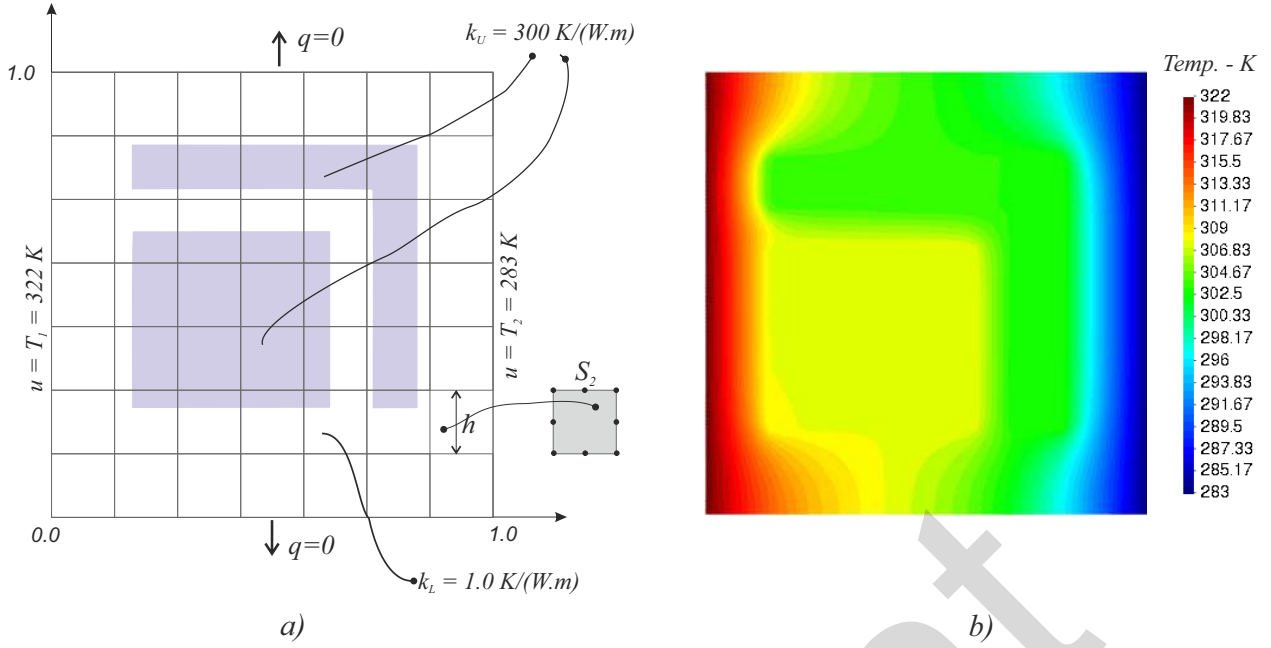 q=0
k_U = 300 K/(W.m)
1.0
u = T_1 = 322 K
u = T_2 = 283 K
S_2
h
0.0
1.0
q=0
k_L = 1.0 K/(W.m)
a)
Temp. - K
322
319.83
317.67
315.5
313.33
311.17
309
306.83
304.67
302.5
300.33
298.17
296
293.83
291.67
289.5
287.33
285.17
283
b)